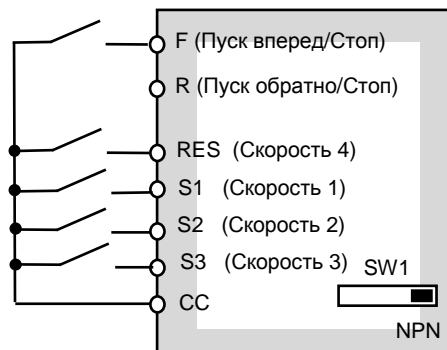 F (Пуск вперед/Стоп)
R (Пуск обратно/Стоп)
RES (Скорость 4)
S1 (Скорость 1)
S2 (Скорость 2)
S3 (Скорость 3)
SW1
CC
NPN